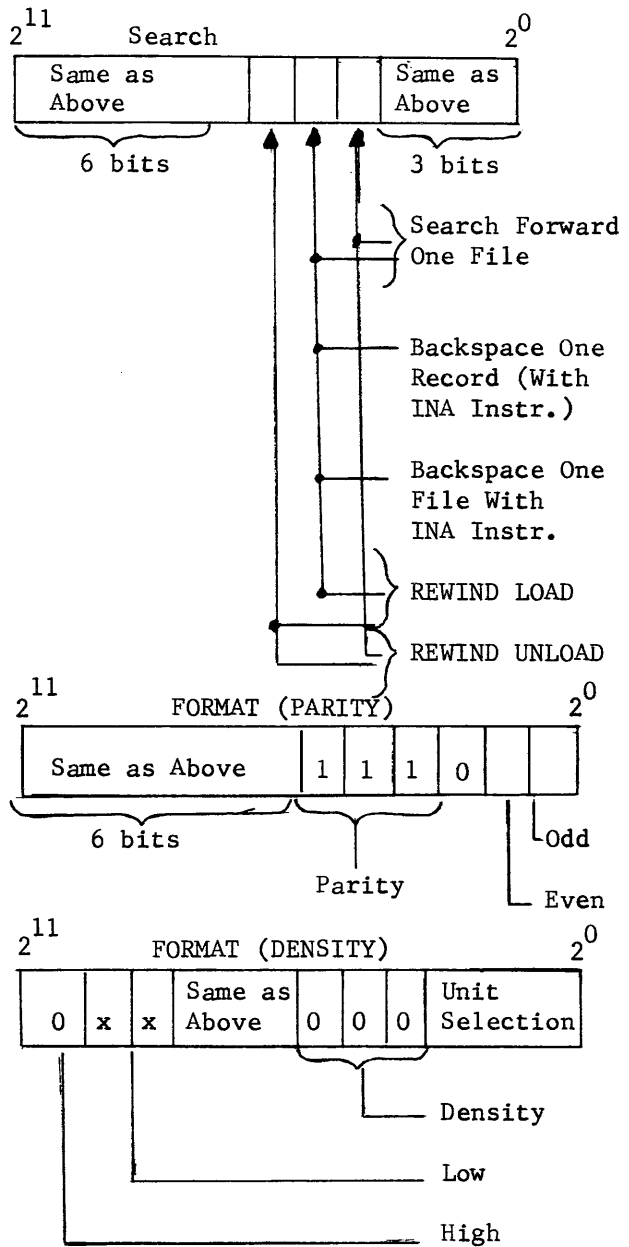 2^11 Search 2^0
Same as Above
Same as Above
6 bits
3 bits
Search Forward
One File
Backspace One
Record (With
INA Instr.)
Backspace One
File With
INA Instr.
REWIND LOAD
REWIND UNLOAD
2^11 FORMAT (PARITY) 2^0
Same as Above 1 1 1 0
6 bits
Parity
Odd
Even
2^11 FORMAT (DENSITY) 2^0
0 x x Same as Above 0 0 0 Unit Selection
Density
Low
High